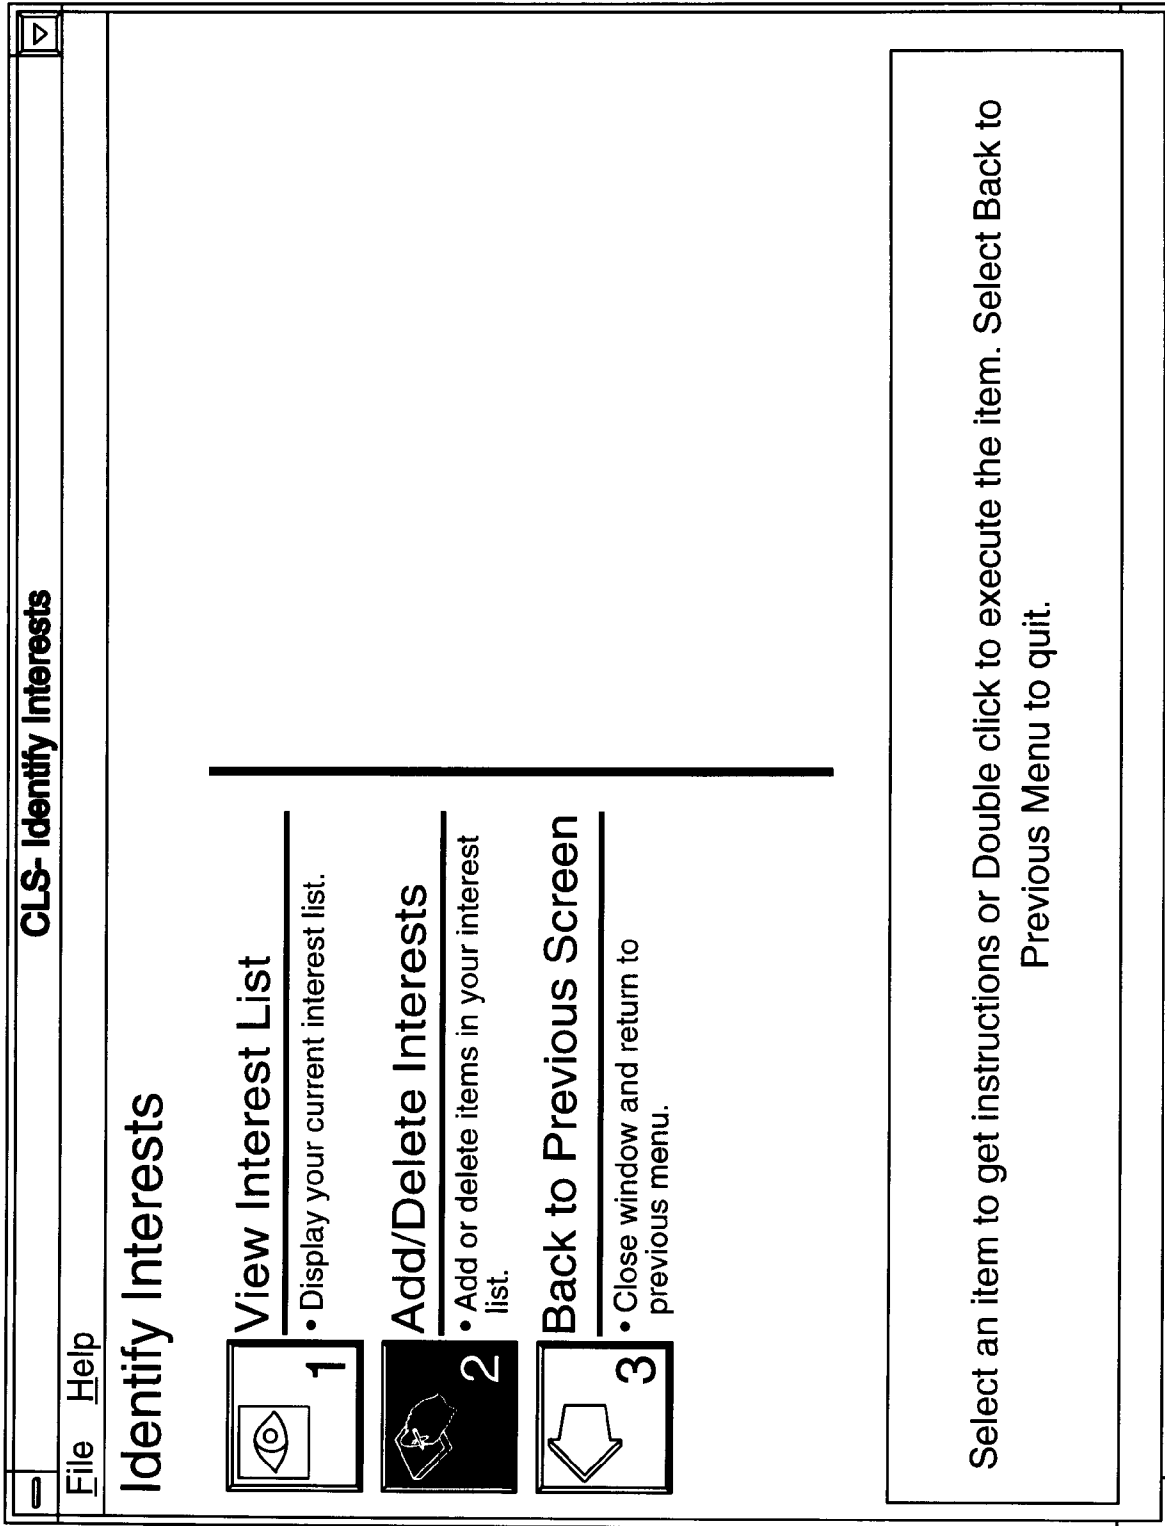 CLS- Identify Interests
File Help
Identify Interests
1
View Interest List
• Display your current interest list.
2
Add/Delete Interests
• Add or delete items in your interest
list.
3
Back to Previous Screen
• Close window and return to
previous menu.
Select an item to get instructions or Double click to execute the item. Select Back to
Previous Menu to quit.